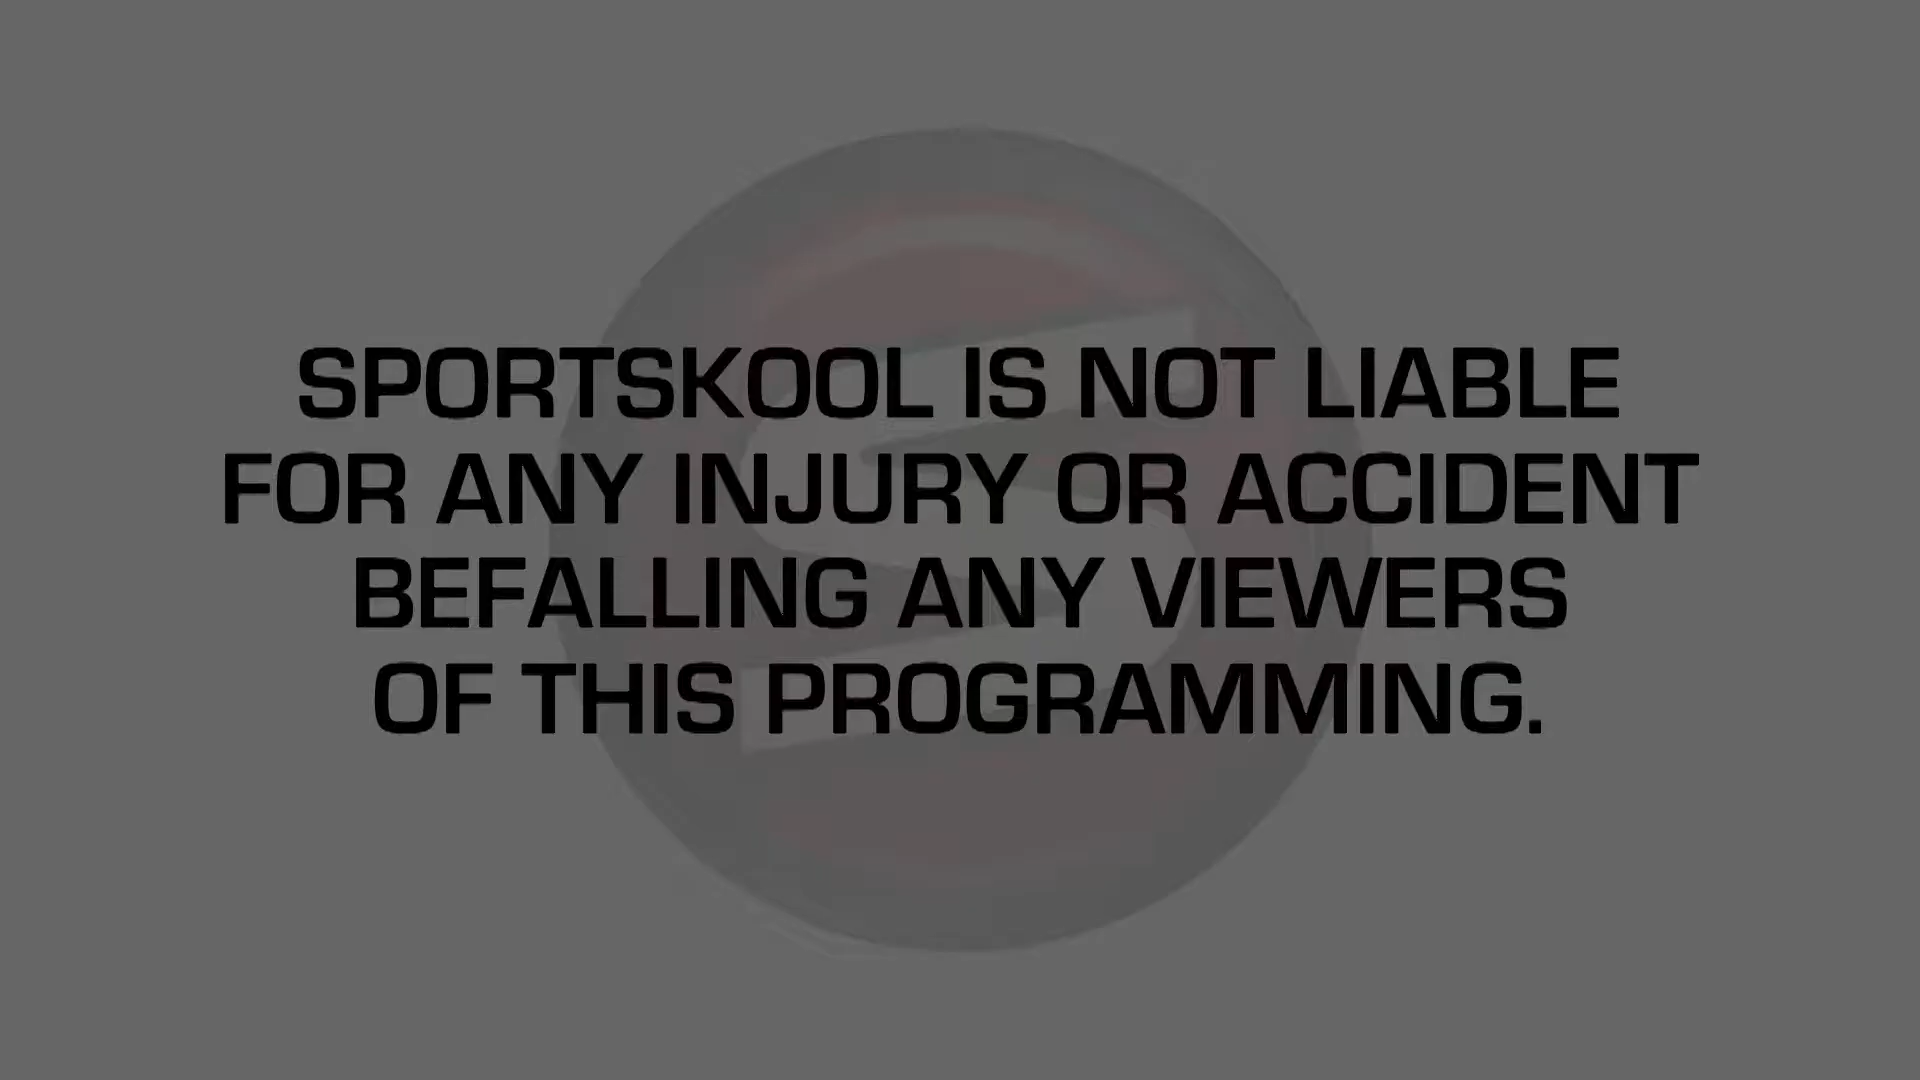 SPORTSKOOL IS NOT LIABLE
FOR ANY INJURY OR ACCIDENT
BEFALLING ANY VIEWERS
OF THIS PROGRAMMING.